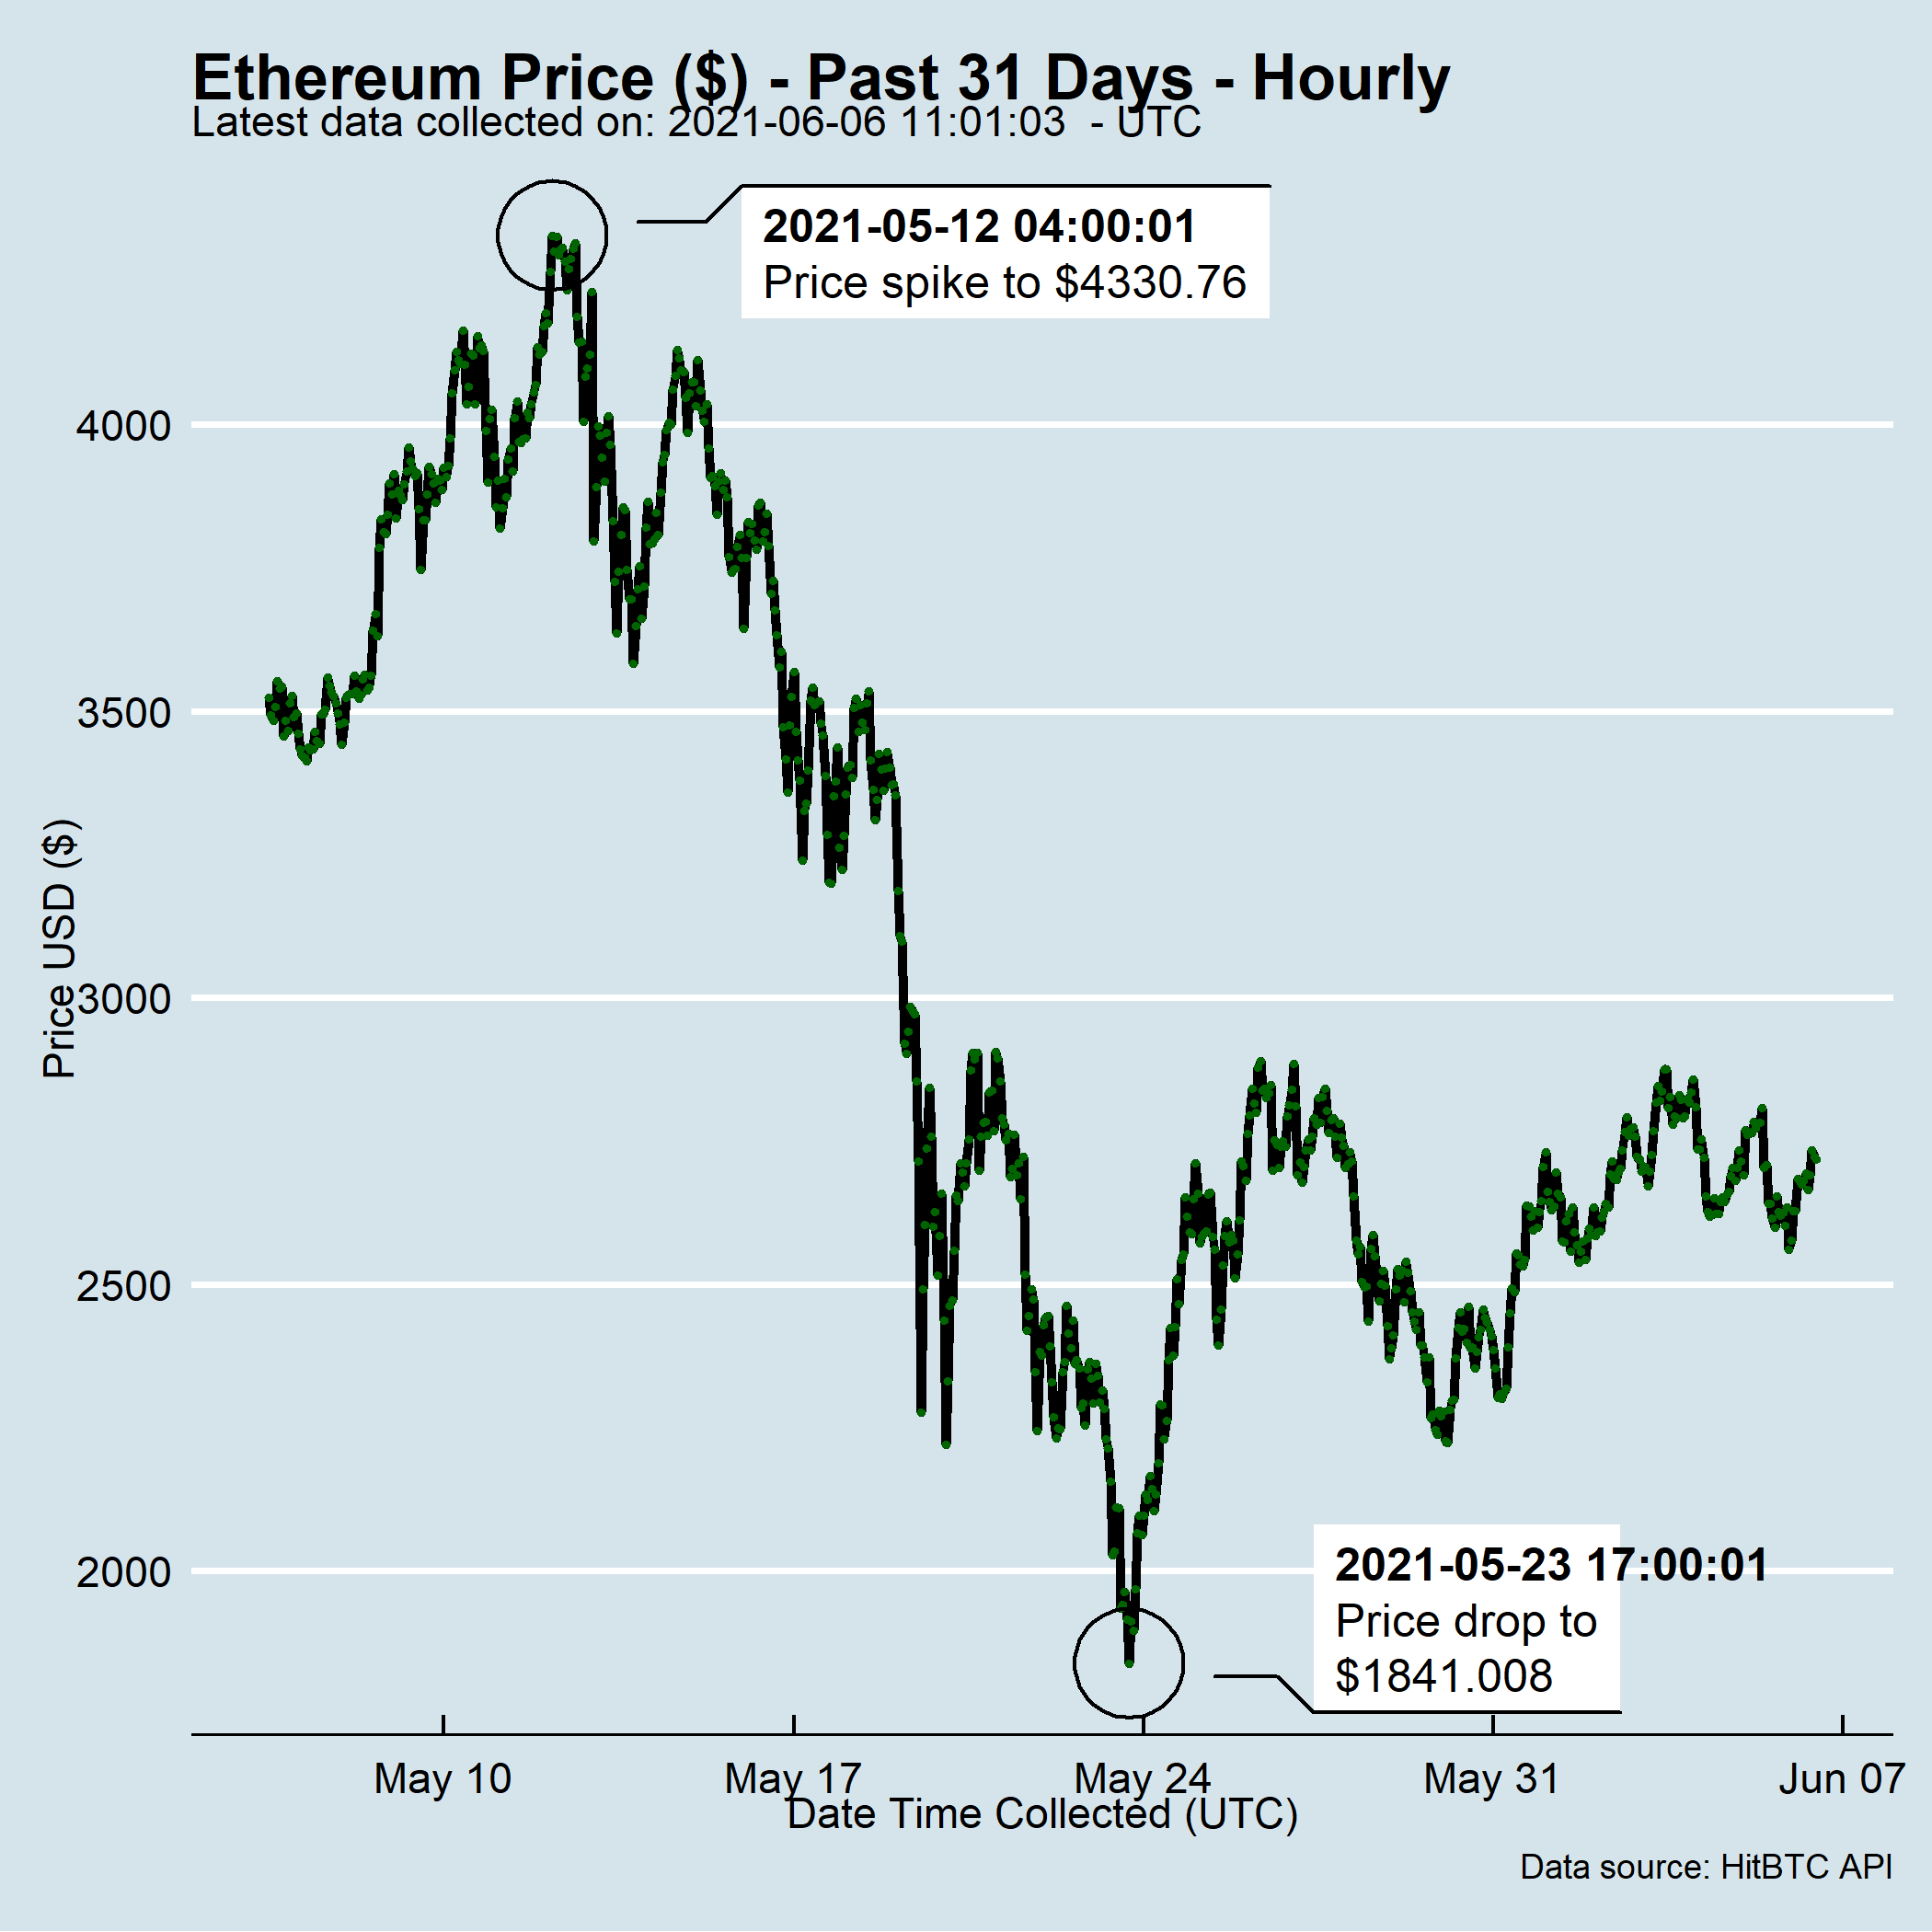 Ethereum Price ($) - Past 31 Days - Hourly
Latest data collected on: 2021-06-06 11:01:03  - UTC
2021-05-12 04:00:01
Price spike to $4330.76
4000
3500
3000
2500
2000
Price USD ($)
2021-05-23 17:00:01
Price drop to
$1841.008
May 10
May 17
May 24
May 31
Jun 07
Date Time Collected (UTC)
Data source: HitBTC API